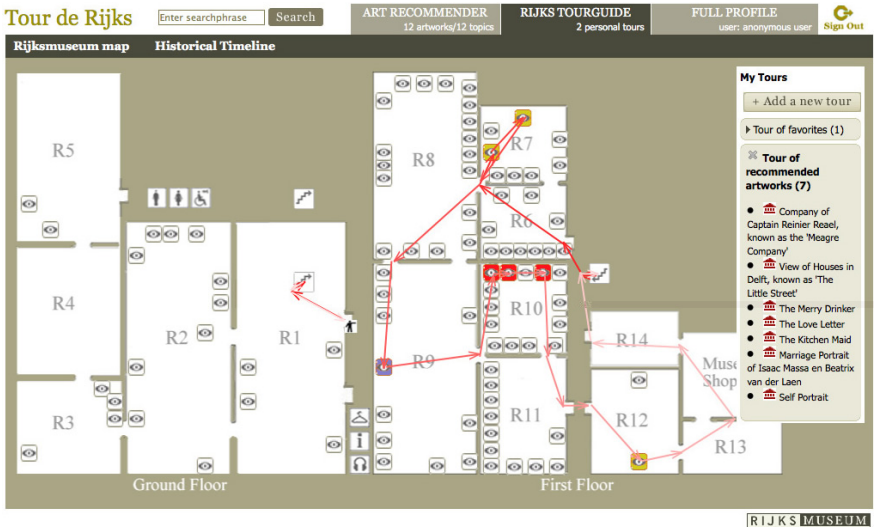 Tour de Rijks
Enter searchphrase
Search
ART RECOMMENDER
12 artworks/12 topics
RIJKS TOURGUIDE
2 personal tours
FULL PROFILE
user: anonymous user
Sign Out
Rijksmuseum map
Historical Timeline
R5
R4
R3
R2
R1
Ground Floor
R8
R7
R6
R9
R10
R11
R14
R12
R13
Shop
First Floor
My Tours
+ Add a new tour
Tour of favorites (1)
Tour of
recommended
artworks (7)
Company of
Captain Reinier Reael,
known as the 'Meagre
Company'
View of Houses in
Delft, known as 'The
Little Street'
The Merry Drinker
The Love Letter
The Kitchen Maid
Marriage Portrait
of Isaac Massa en Beatrix
van der Laen
Self Portrait
RIJKS MUSEUM